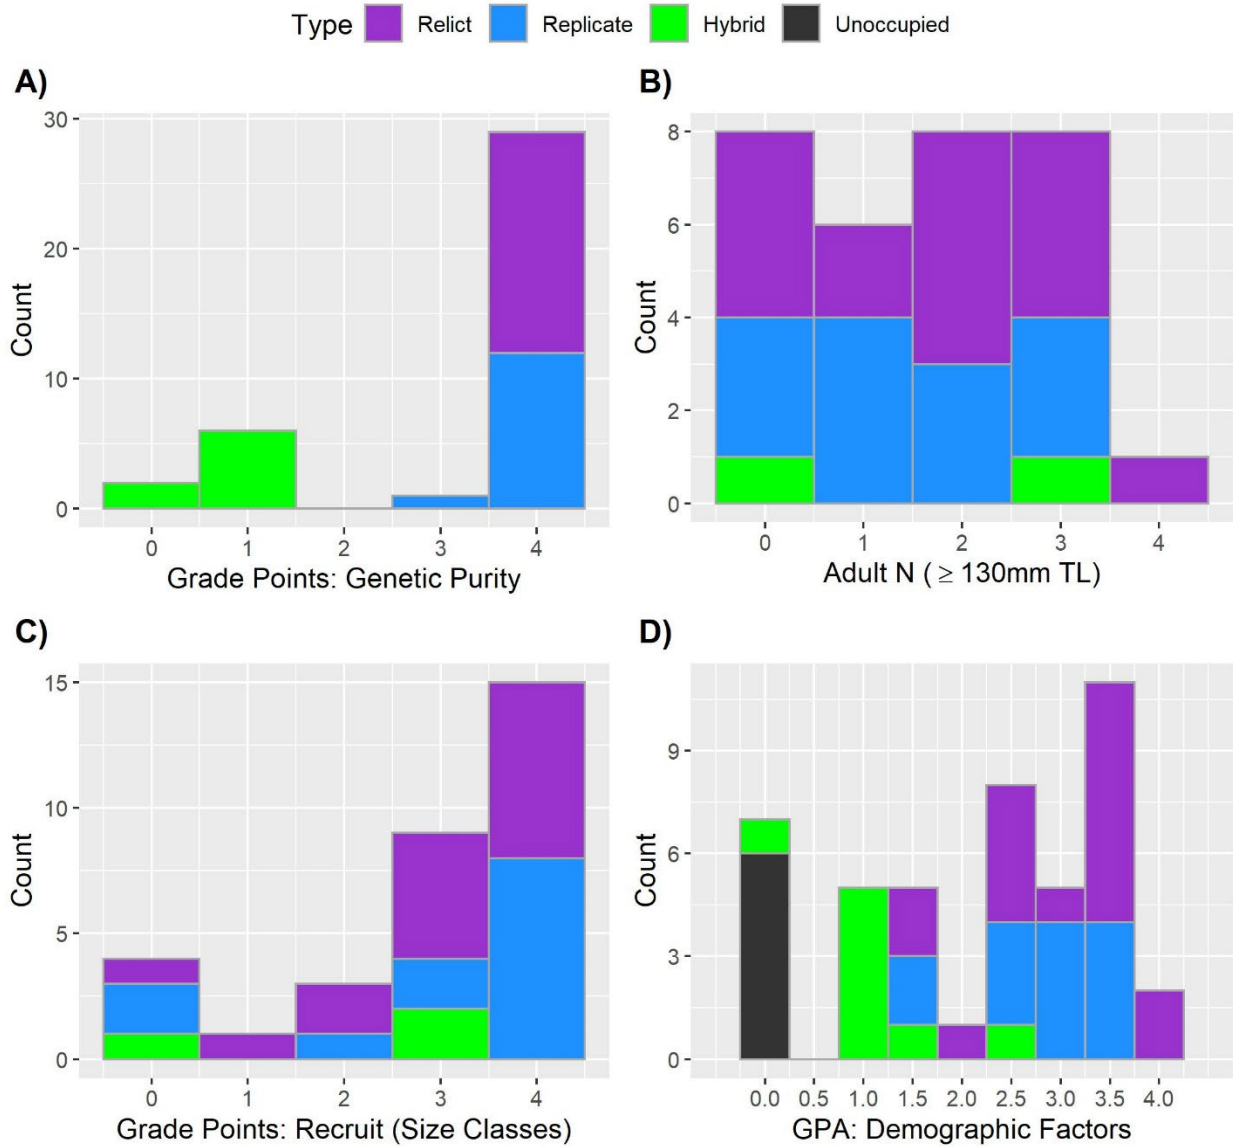 Type Relict Replicate Hybrid Unoccupied
A)
30
20
10
0
Count
0 1 2 3 4
Grade Points: Genetic Purity
B)
8
6
4
2
0
Count
0 1 2 3 4
Adult N ( ≥ 130mm TL)
C)
15
10
5
0
Count
0 1 2 3 4
Grade Points: Recruit (Size Classes)
D)
9
6
3
0
Count
0.0 0.5 1.0 1.5 2.0 2.5 3.0 3.5 4.0
GPA: Demographic Factors